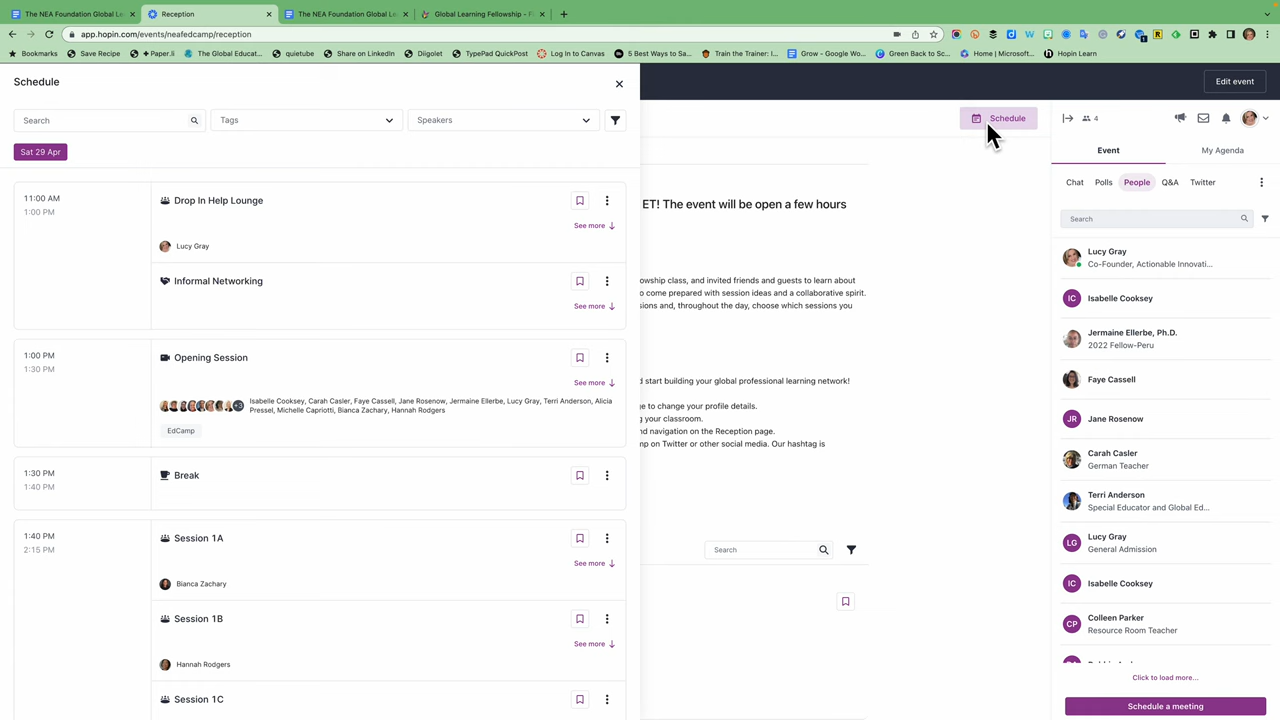 The NEA Foundation Global Le
Reception
The NEA Foundation Global Le
Global Learning Fellowship - F
app.hopin.com/events/neafedcamp/reception
Bookmarks
Save Recipe
+ Paper.li
The Global Educat...
quietube
Share on LinkedIn
Diigolet
TypePad QuickPost
Log In to Canvas
5 Best Ways to Sa...
Train the Trainer: I...
Grow - Google Wo...
Green Back to Sc...
Home | Microsoft...
Hopin Learn
Schedule
Edit event
Search
Tags
Speakers
Sat 29 Apr
11:00 AM
1:00 PM
Drop In Help Lounge
See more
Lucy Gray
Informal Networking
See more
1:00 PM
1:30 PM
Opening Session
See more
+3
Isabelle Cooksey, Carah Casler, Faye Cassell, Jane Rosenow, Jermaine Ellerbe, Lucy Gray, Terri Anderson, Alicia
Pressel, Michelle Capriotti, Bianca Zachary, Hannah Rodgers
EdCamp
1:30 PM
1:40 PM
Break
1:40 PM
2:15 PM
Session 1A
See more
Bianca Zachary
Session 1B
See more
Hannah Rodgers
Session 1C
Schedule
ET! The event will be open a few hours
owship class, and invited friends and guests to learn about
o come prepared with session ideas and a collaborative spirit.
sions and, throughout the day, choose which sessions you
d start building your global professional learning network!
ge to change your profile details.
g your classroom.
nd navigation on the Reception page.
mp on Twitter or other social media. Our hashtag is
Search
4
Event
My Agenda
Chat
Polls
People
Q&A
Twitter
Search
Lucy Gray
Co-Founder, Actionable Innovati...
IC
Isabelle Cooksey
Jermaine Ellerbe, Ph.D.
2022 Fellow-Peru
Faye Cassell
JR
Jane Rosenow
Carah Casler
German Teacher
Terri Anderson
Special Educator and Global Ed...
LG
Lucy Gray
General Admission
IC
Isabelle Cooksey
CP
Colleen Parker
Resource Room Teacher
Click to load more...
Schedule a meeting